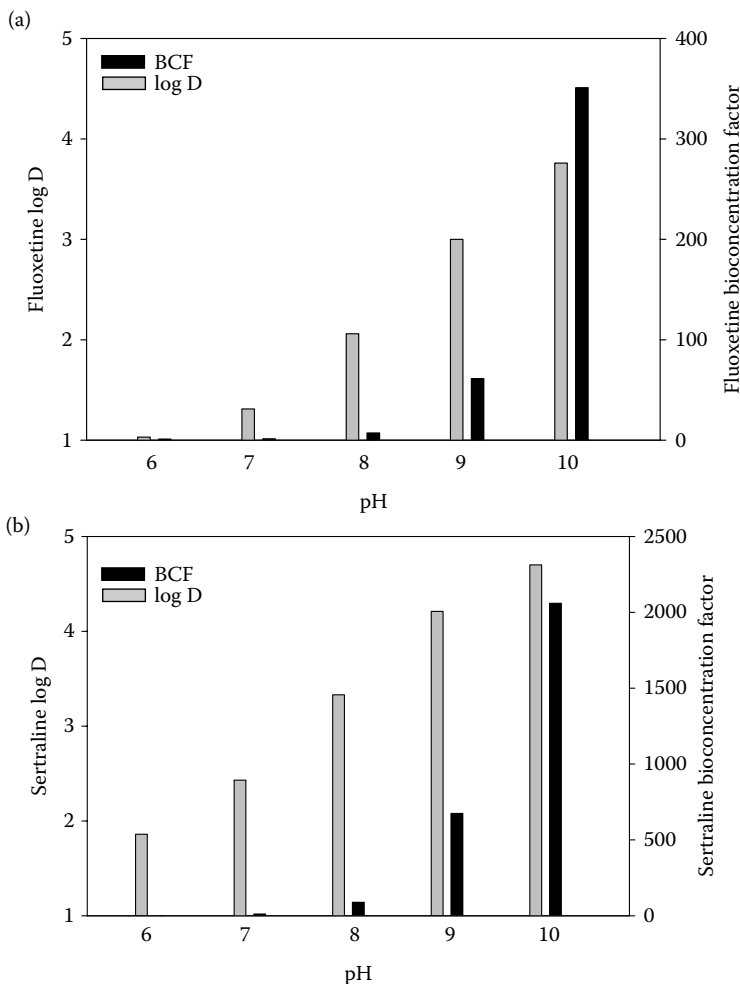 (a)
BCF
log D
5
4
3
2
1
Fluoxetine log D
400
300
200
100
0
Fluoxetine bioconcentration factor
6 7 8 9 10
pH
(b)
BCF
log D
5
4
3
2
1
Sertraline log D
2500
2000
1500
1000
500
0
Sertraline bioconcentration factor
6 7 8 9 10
pH